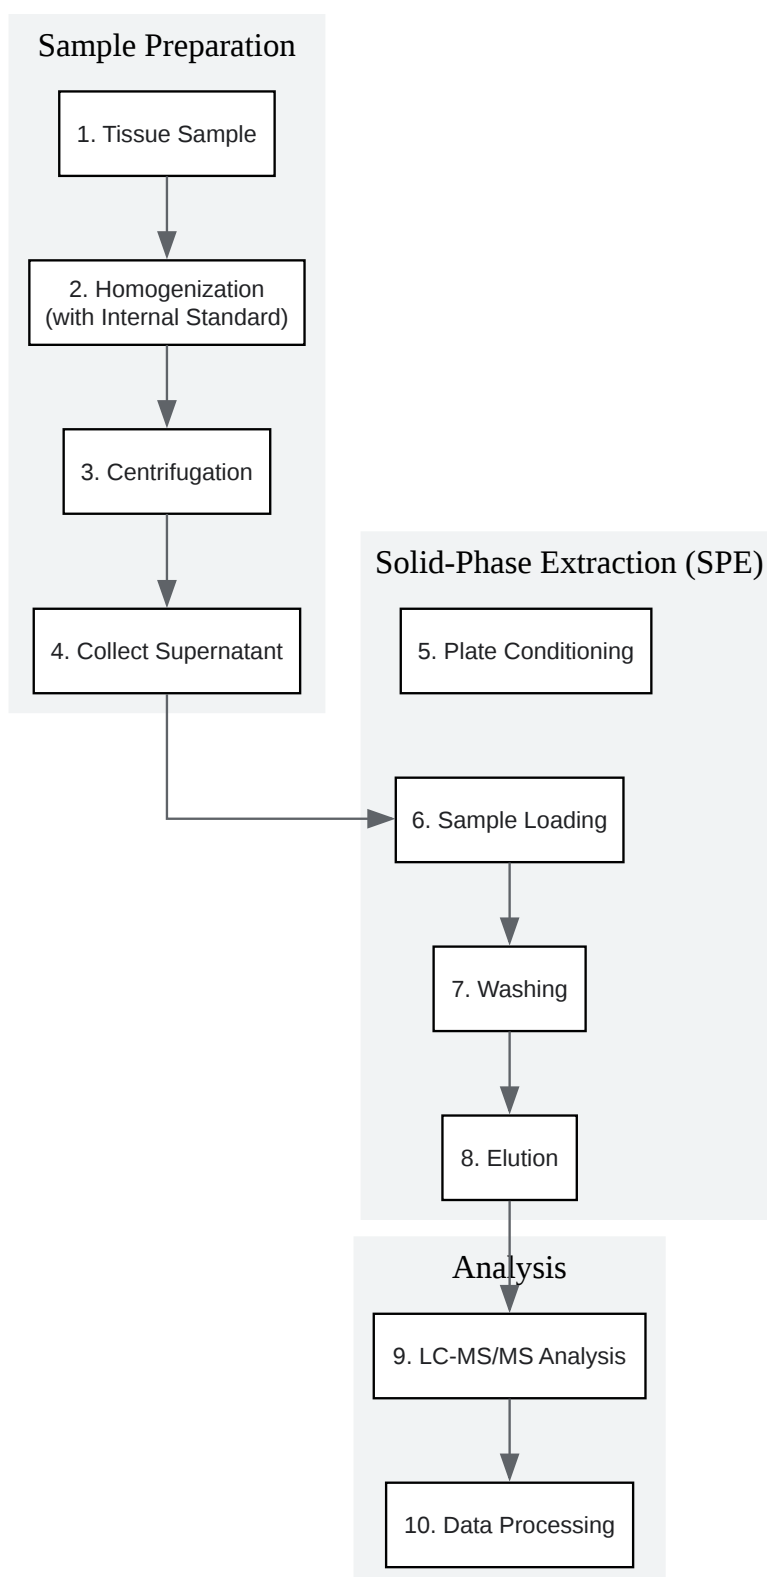 Sample Preparation
1. Tissue Sample
2. Homogenization
(with Internal Standard)
3. Centrifugation
4. Collect Supernatant
Solid-Phase Extraction (SPE)
5. Plate Conditioning
6. Sample Loading
7. Washing
8. Elution
Analysis
9. LC-MS/MS Analysis
10. Data Processing